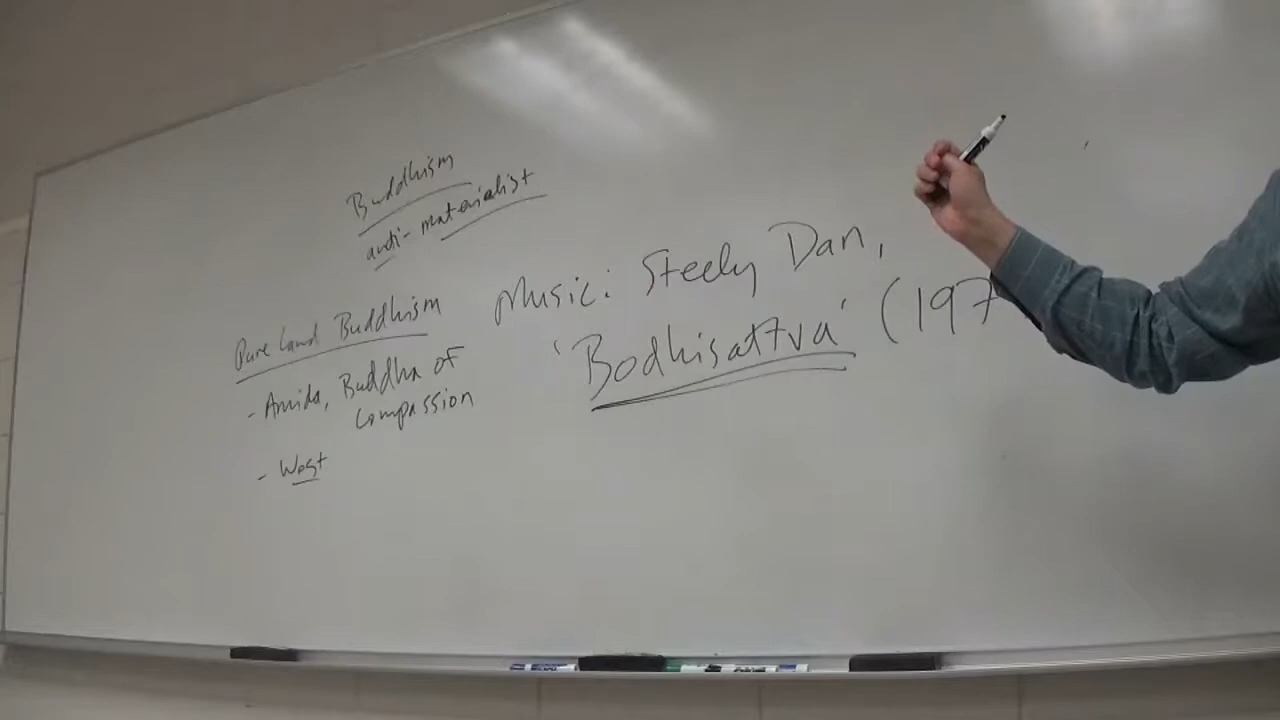 Buddhism
anti-materialist
Pure Land Buddhism
- Amida, Buddha of
compassion
- West
Music: Steely Dan,
'Bodhisattva' (197